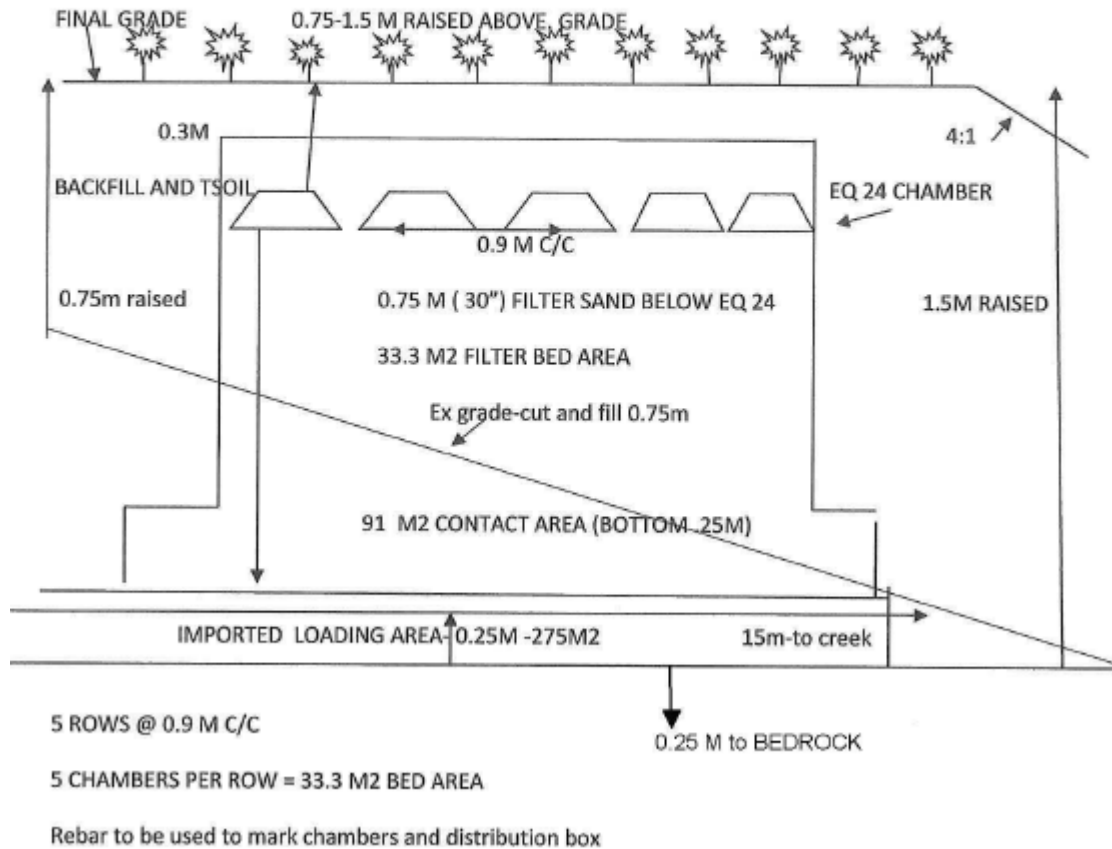 FINAL GRADE
0.75-1.5 M RAISED ABOVE GRADE
0.3M
4:1
BACKFILL AND TSOIL
EQ 24 CHAMBER
0.9 M C/C
0.75m raised
0.75 M ( 30”) FILTER SAND BELOW EQ 24
1.5M RAISED
33.3 M2 FILTER BED AREA
Ex grade-cut and fill 0.75m
91 M2 CONTACT AREA (BOTTOM .25M)
IMPORTED LOADING AREA- 0.25M -275M2
15m-to creek
5 ROWS @ 0.9 M C/C
0.25 M to BEDROCK
5 CHAMBERS PER ROW = 33.3 M2 BED AREA
Rebar to be used to mark chambers and distribution box